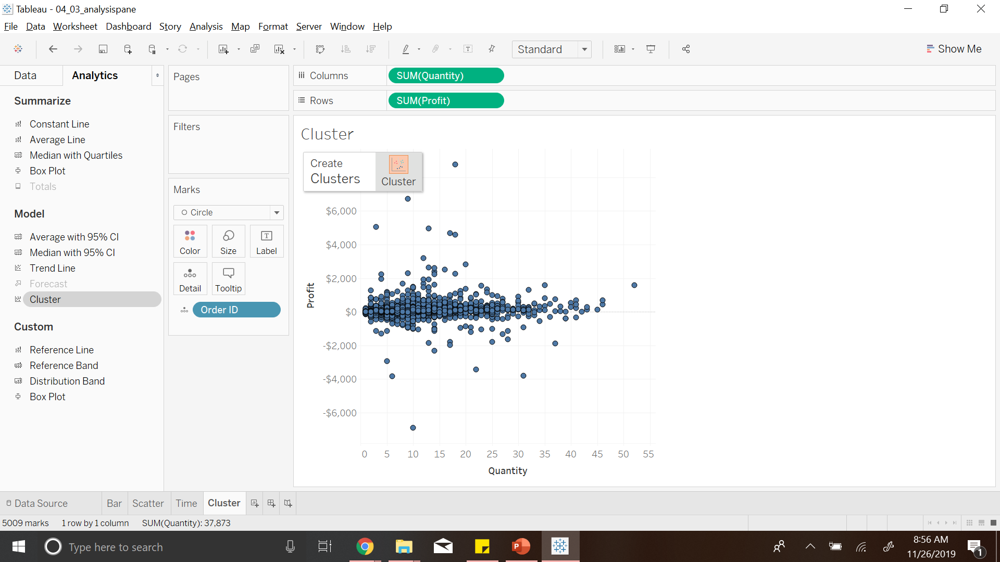 Tableau - 04_03_analysispane
File Data Worksheet Dashboard Story Analysis Map Format Server Window Help
Standard
Show Me
Data Analytics
Summarize
Constant Line
Average Line
Median with Quartiles
Box Plot
Totals
Model
Average with 95% CI
Median with 95% CI
Trend Line
Forecast
Cluster
Custom
Reference Line
Reference Band
Distribution Band
Box Plot
Pages
Filters
Marks
Circle
Color Size Label
Detail Tooltip
Order ID
Columns SUM(Quantity)
Rows SUM(Profit)
Cluster
Create
Clusters
Cluster
Profit
$6,000
$4,000
$2,000
$0
-$2,000
-$4,000
-$6,000
0 5 10 15 20 25 30 35 40 45 50 55
Quantity
Data Source Bar Scatter Time Cluster
5009 marks 1 row by 1 column SUM(Quantity): 37,873
Type here to search
8:56 AM
11/26/2019
1